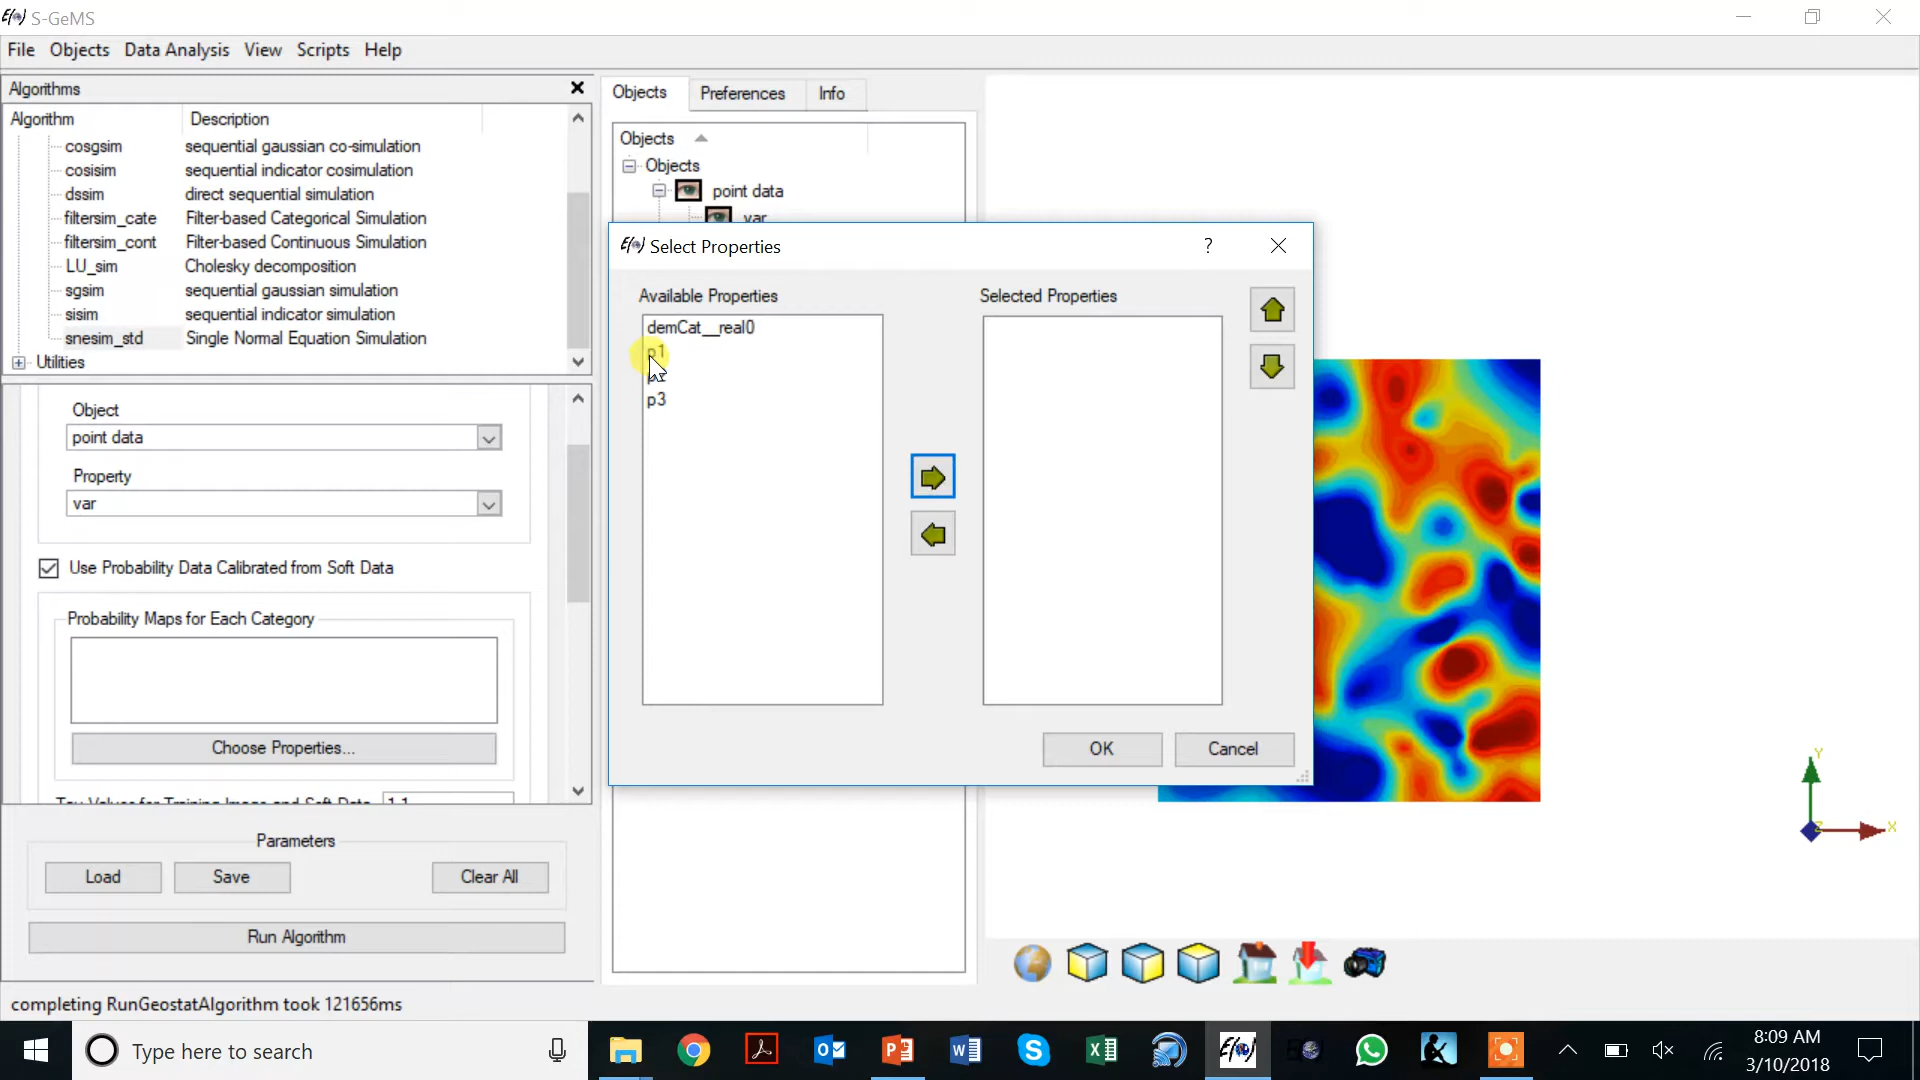 S-GeMS
File Objects Data Analysis View Scripts Help
Algorithms
Algorithm Description
cosgsim sequential gaussian co-simulation
cosisim sequential indicator cosimulation
dssim direct sequential simulation
filtersim_cate Filter-based Categorical Simulation
filtersim_cont Filter-based Continuous Simulation
LU_sim Cholesky decomposition
sgsim sequential gaussian simulation
sisim sequential indicator simulation
snesim_std Single Normal Equation Simulation
Utilities
Object
point data
Property
var
Use Probability Data Calibrated from Soft Data
Probability Maps for Each Category
Choose Properties...
Parameters
Load Save Clear All
Run Algorithm
completing RunGeostatAlgorithm took 121656ms
Objects Preferences Info
Objects
Objects
point data
var
Select Properties
?
Available Properties
demCat__real0
p1
p3
Selected Properties
OK Cancel
Y
Z
X
Type here to search
8:09 AM
3/10/2018